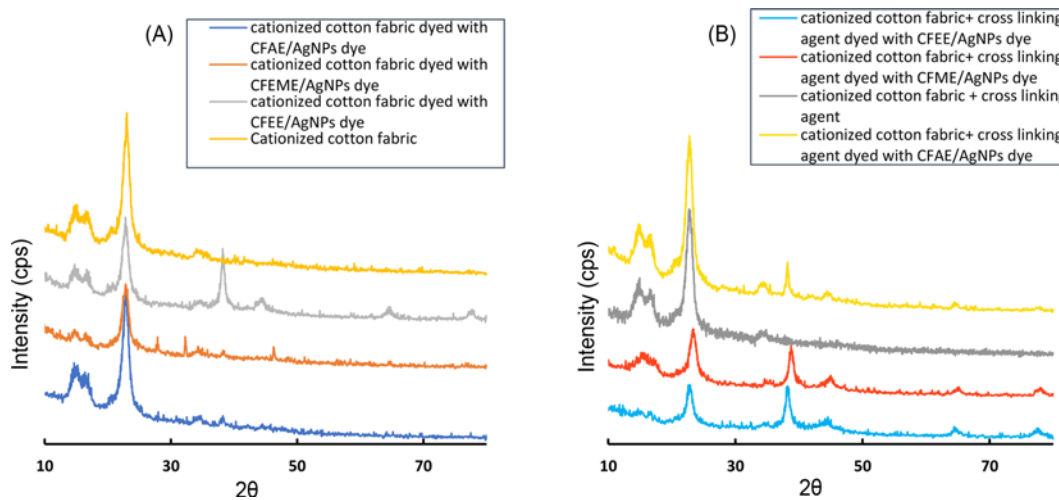 (A)
cationized cotton fabric dyed with
CFAE/AgNPs dye
cationized cotton fabric dyed with
CFEME/AgNPs dye
cationized cotton fabric dyed with
CFEE/AgNPs dye
Cationized cotton fabric
Intensity (cps)
10
30
50
70
2θ
(B)
cationized cotton fabric+ cross linking
agent dyed with CFEE/AgNPs dye
cationized cotton fabric+ cross linking
agent dyed with CFME/AgNPs dye
cationized cotton fabric + cross linking
agent
cationized cotton fabric+ cross linking
agent dyed with CFAE/AgNPs dye
Intensity (cps)
10
30
50
70
2θ